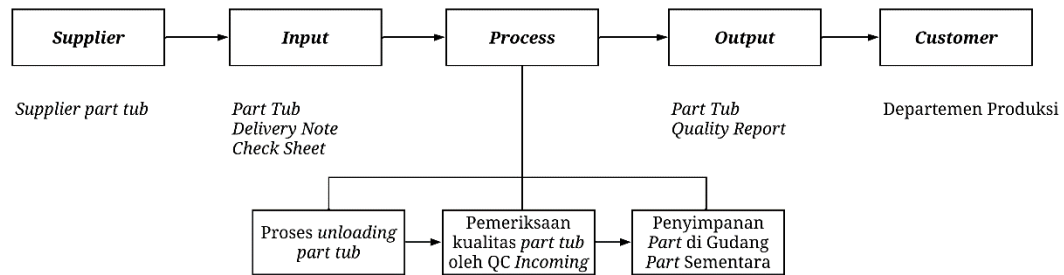 Supplier
Input
Process
Output
Customer
Supplier part tub
Part Tub
Delivery Note
Check Sheet
Part Tub
Quality Report
Departemen Produksi
Proses unloading
part tub
Pemeriksaan
kualitas part tub
oleh QC Incoming
Penyimpanan
Part di Gudang
Part Sementara